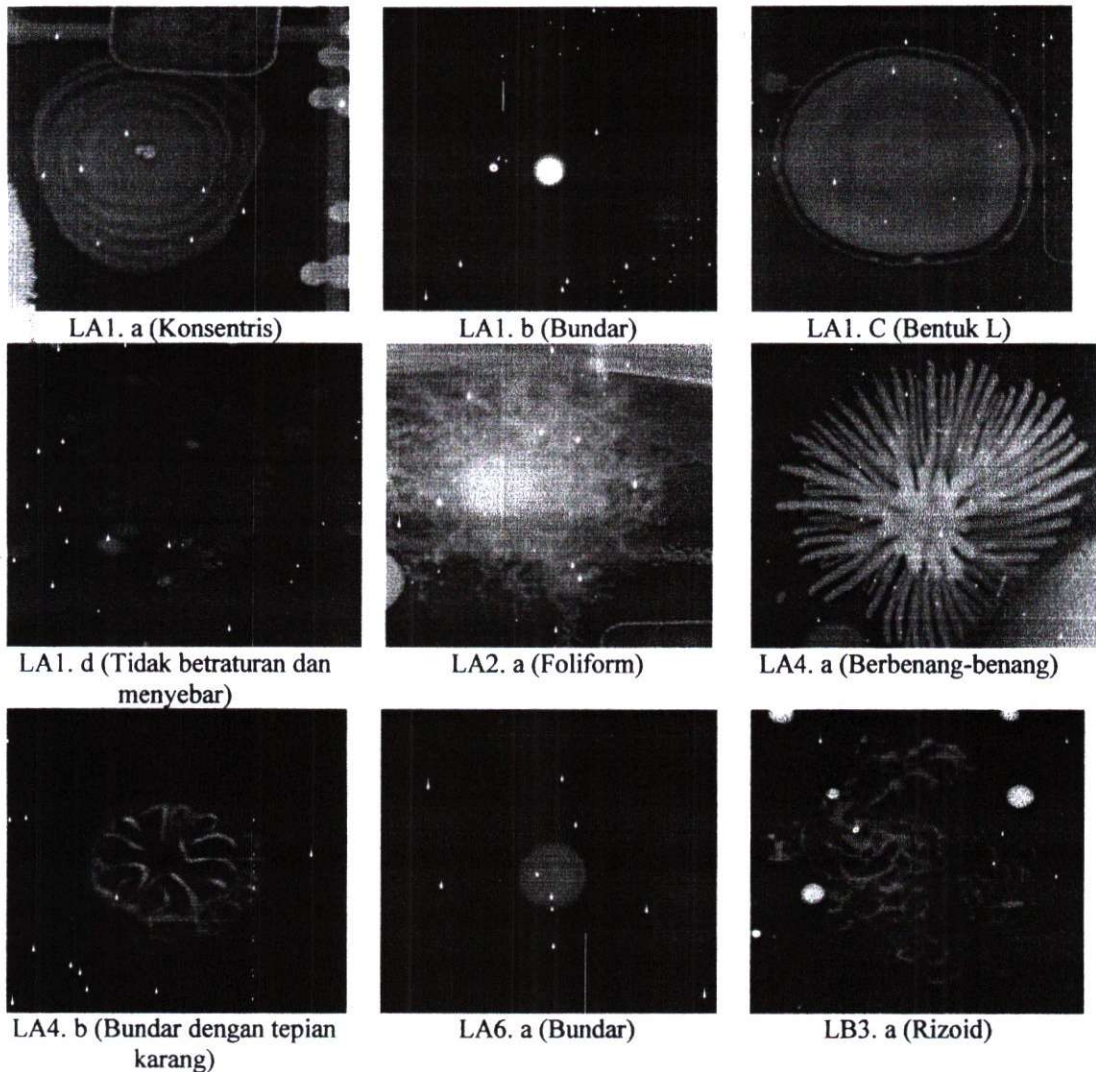 LA1. a (Konsentris)
LA1. b (Bundar)
LA1. C (Bentuk L)
LA1. d (Tidak betraturan dan
menyebar)
LA2. a (Foliform)
LA4. a (Berbenang-benang)
LA4. b (Bundar dengan tepian
karang)
LA6. a (Bundar)
LB3. a (Rizoid)